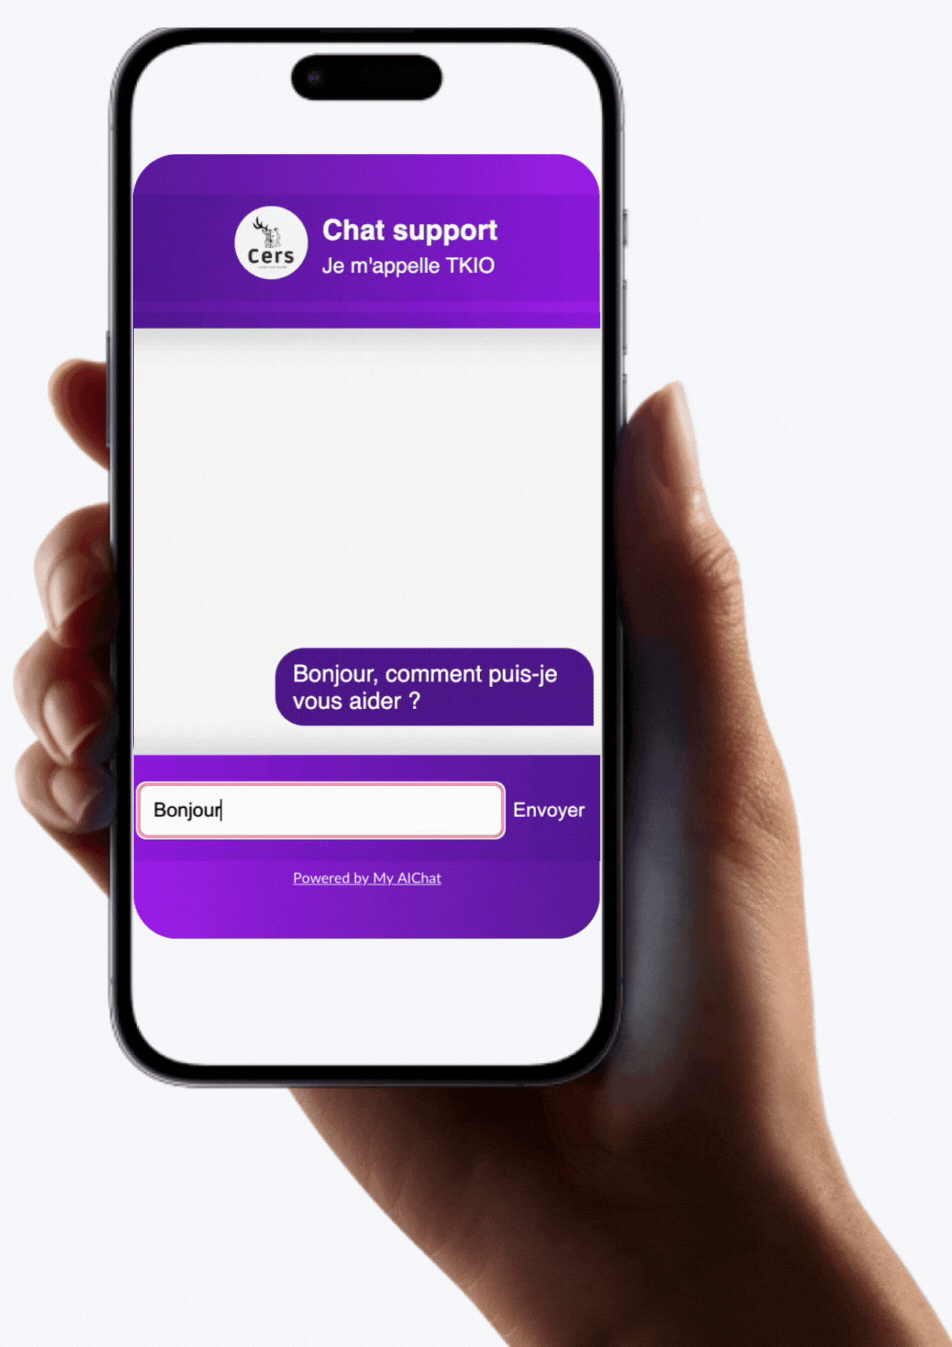 Cers
Chat support
Je m'appelle TKIO
Bonjour, comment puis-je
vous aider ?
Bonjour
Envoyer
Powered by My AIChat